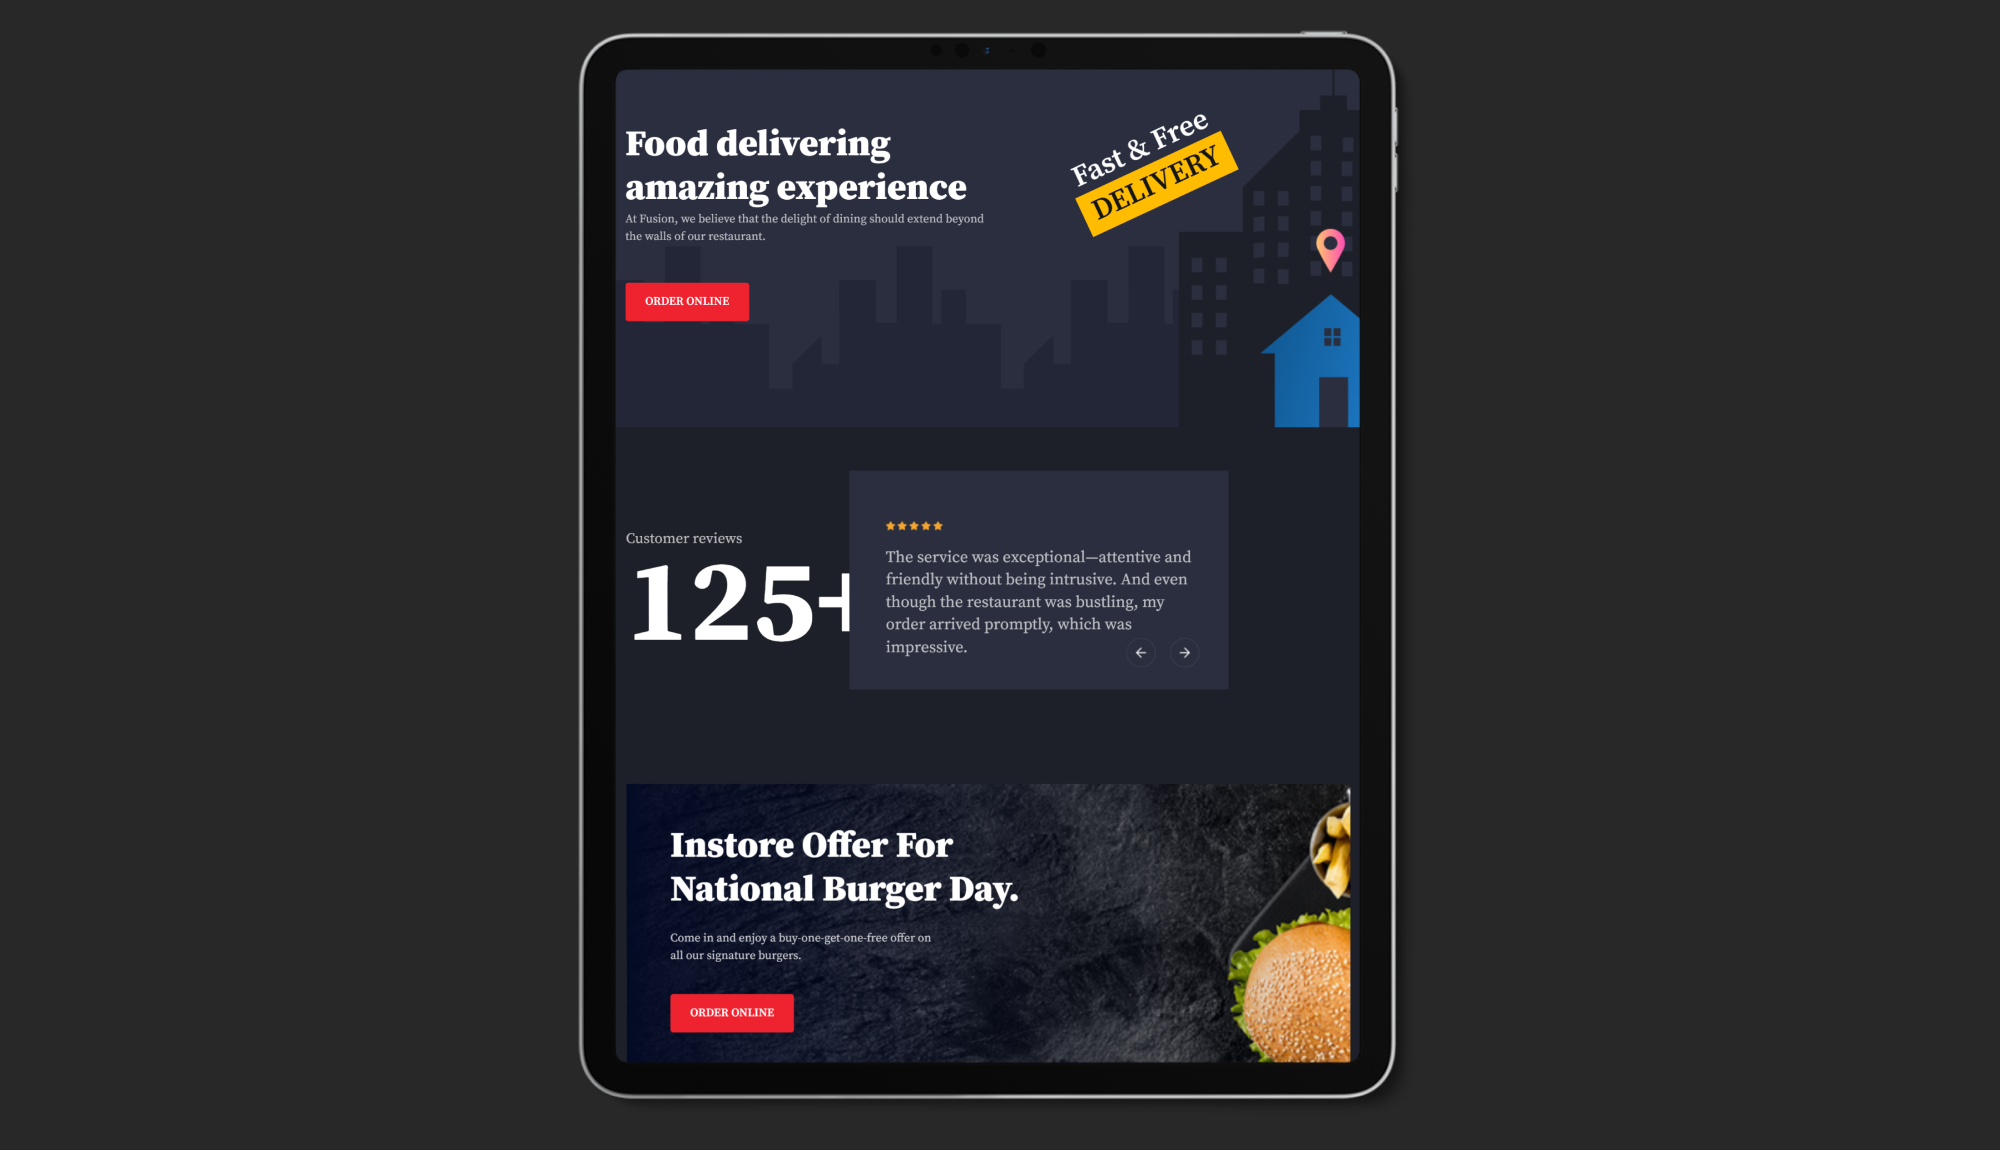 Food delivering
amazing experience
At Fusion, we believe that the delight of dining should extend beyond
the walls of our restaurant.
ORDER ONLINE
Fast & Free
DELIVERY
Customer reviews
125+
The service was exceptional—attentive and
friendly without being intrusive. And even
though the restaurant was bustling, my
order arrived promptly, which was
impressive.
Instore Offer For
National Burger Day.
Come in and enjoy a buy-one-get-one-free offer on
all our signature burgers.
ORDER ONLINE